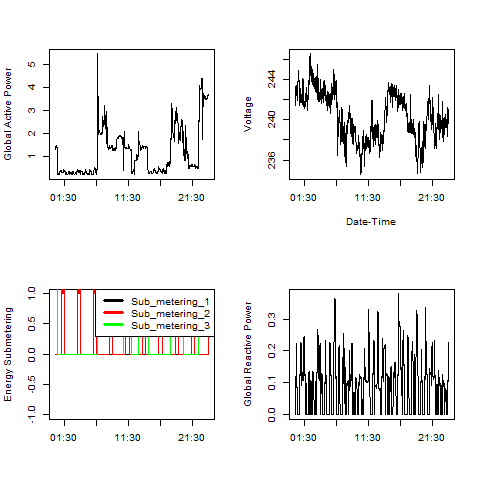 Global Active Power
1 2 3 4 5
01:30 11:30 21:30
Voltage
236 240 244
01:30 11:30 21:30
Date-Time
Energy Submetering
-1.0 -0.5 0.0 0.5 1.0
Sub_metering_1
Sub_metering_2
Sub_metering_3
01:30 11:30 21:30
Global Reactive Power
0.0 0.1 0.2 0.3
01:30 11:30 21:30